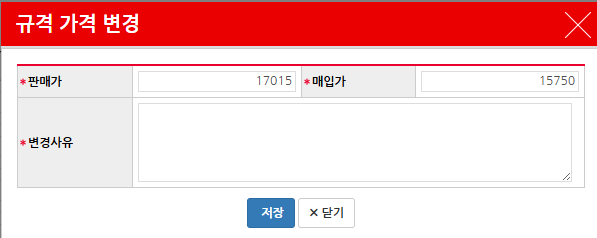 규격 가격 변경
*판매가 17015 *매입가 15750
*변경사유
저장 × 닫기